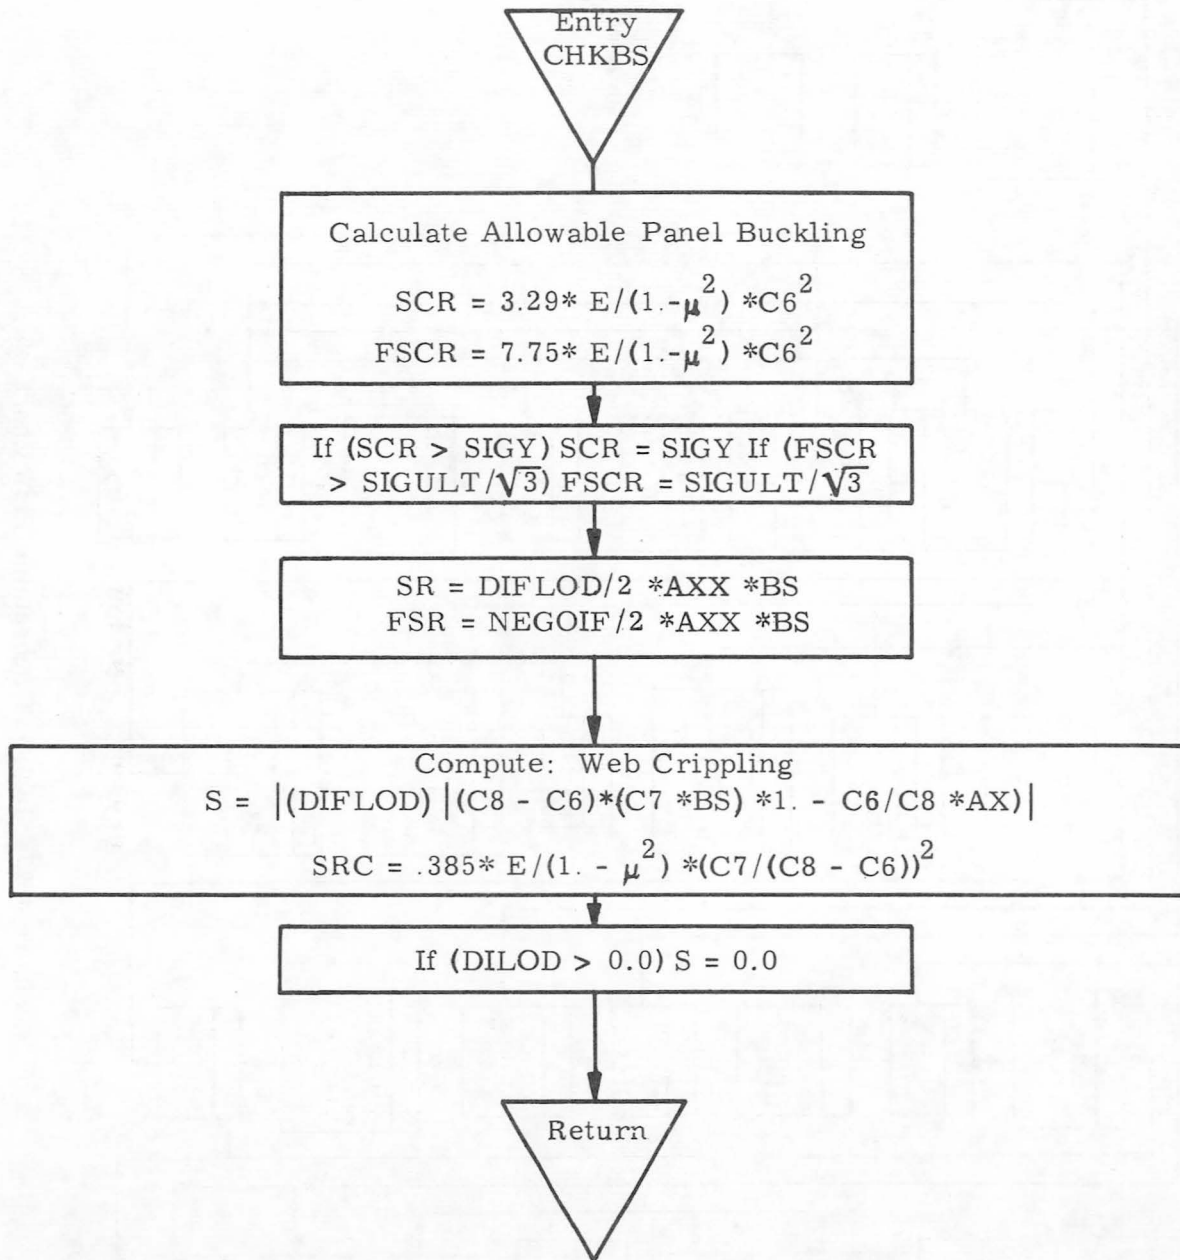 Entry
CHKBS
Calculate Allowable Panel Buckling
SCR = 3.29* E/(1.-μ²) *C6²
FSCR = 7.75* E/(1.-μ²) *C6²
If (SCR > SIGY) SCR = SIGY If (FSCR
> SIGULT/√3) FSCR = SIGULT/√3
SR = DIFLOD/2 *AXX *BS
FSR = NEGOIF/2 *AXX *BS
Compute: Web Crippling
S = |(DIFLOD) |(C8 - C6)*(C7 *BS) *1. - C6/C8 *AX)|
SRC = .385* E/(1. - μ²) *(C7/(C8 - C6))²
If (DILOD > 0.0) S = 0.0
Return